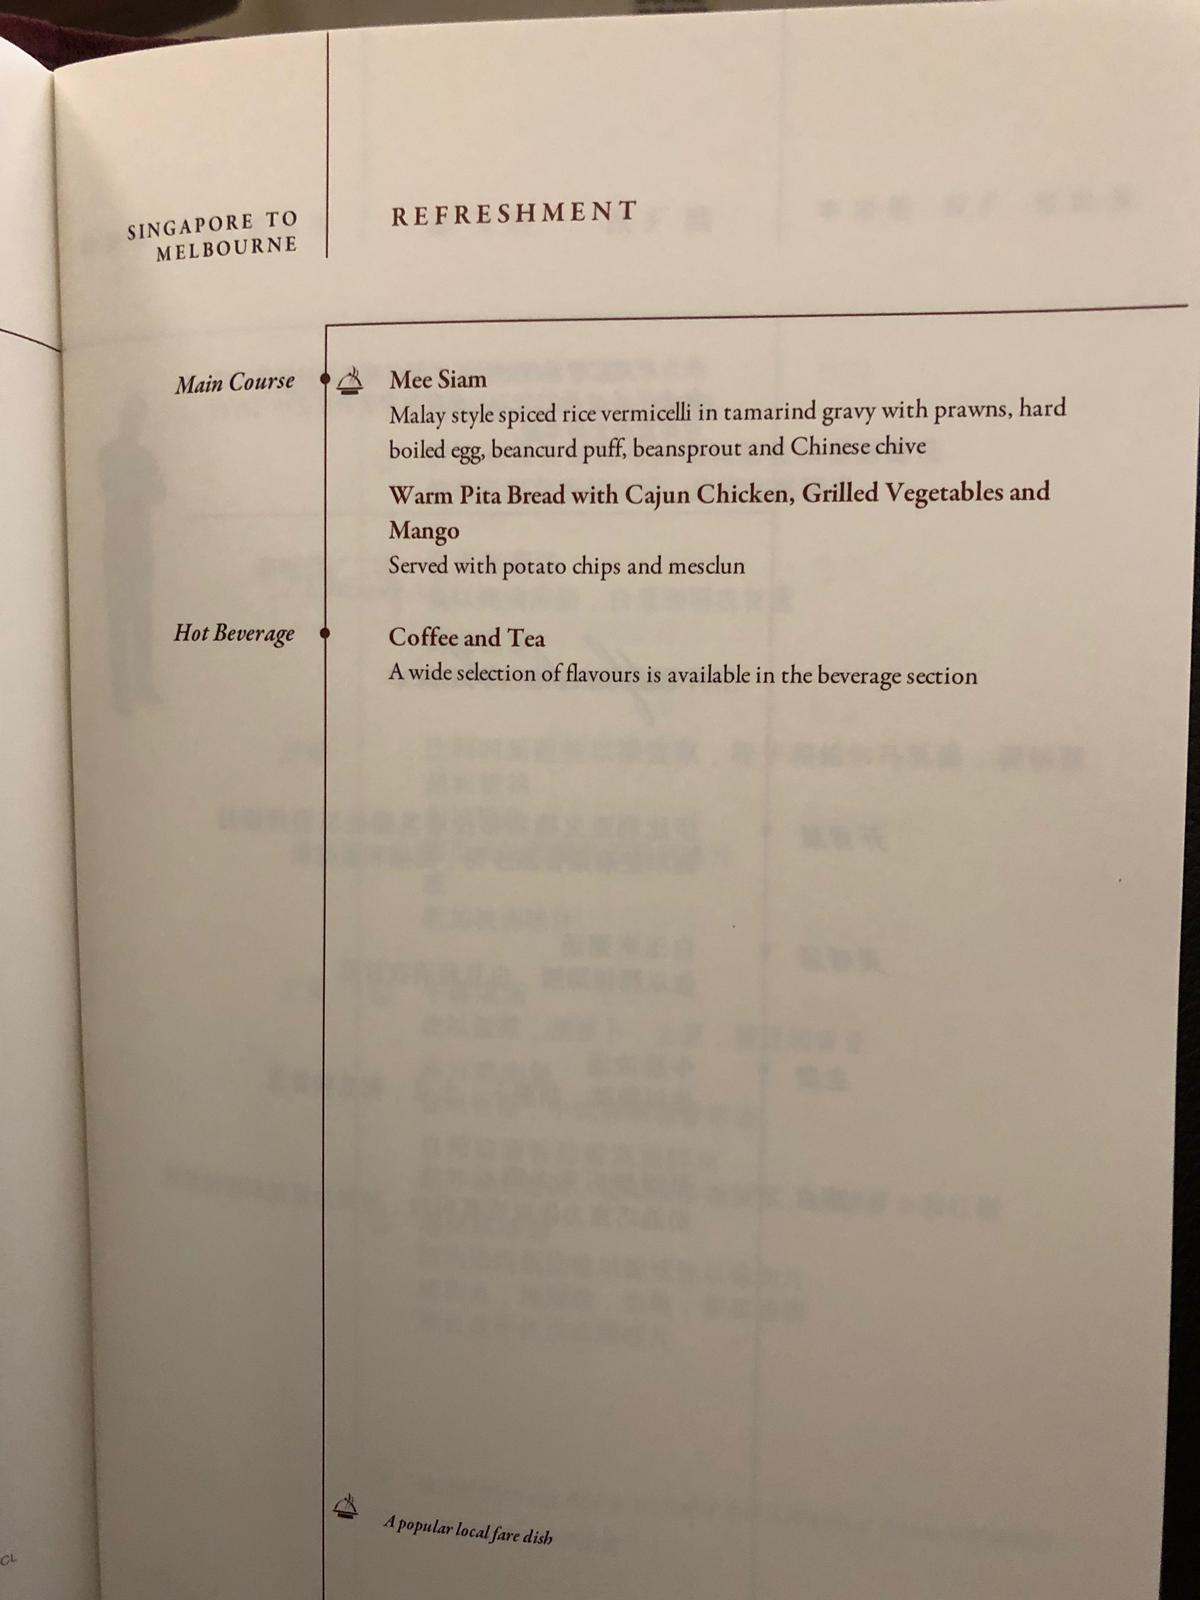 SINGAPORE TO
MELBOURNE
REFRESHMENT
Main Course
Mee Siam
Malay style spiced rice vermicelli in tamarind gravy with prawns, hard
boiled egg, beancurd puff, beansprout and Chinese chive
Warm Pita Bread with Cajun Chicken, Grilled Vegetables and
Mango
Served with potato chips and mesclun
Hot Beverage
Coffee and Tea
A wide selection of flavours is available in the beverage section
A popular local fare dish
CL